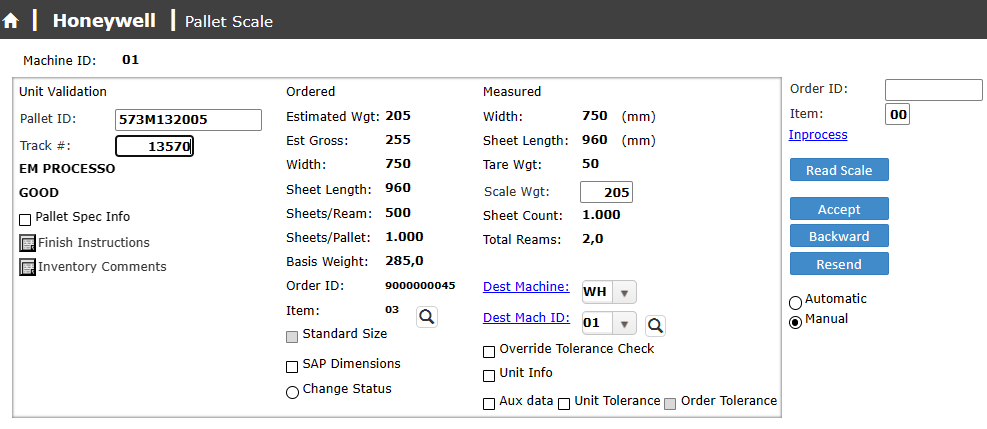 Honeywell Pallet Scale
Machine ID: 01
Unit Validation
Pallet ID: 573M132005
Track #: 13570
EM PROCESSO
GOOD
Pallet Spec Info
Finish Instructions
Inventory Comments
Ordered
Estimated Wgt: 205
Est Gross: 255
Width: 750
Sheet Length: 960
Sheets/Ream: 500
Sheets/Pallet: 1.000
Basis Weight: 285,0
Order ID: 9000000045
Item: 03
Standard Size
SAP Dimensions
Change Status
Measured
Width: 750 (mm)
Sheet Length: 960 (mm)
Tare Wgt: 50
Scale Wgt: 205
Sheet Count: 1.000
Total Reams: 2,0
Dest Machine: WH
Dest Mach ID: 01
Override Tolerance Check
Unit Info
Aux data Unit Tolerance Order Tolerance
Order ID:
Item: 00
Inprocess
Read Scale
Accept
Backward
Resend
Automatic
Manual